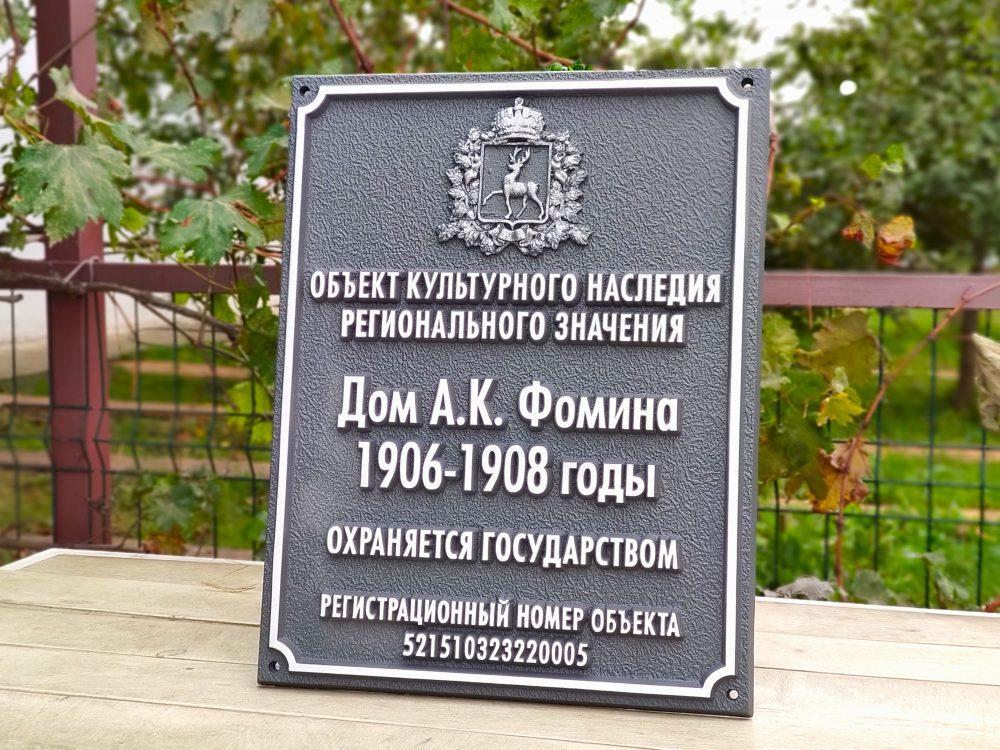 ОБЪЕКТ КУЛЬТУРНОГО НАСЛЕДИЯ
РЕГИОНАЛЬНОГО ЗНАЧЕНИЯ
Дом А.К. Фомина
1906-1908 годы
ОХРАНЯЕТСЯ ГОСУДАРСТВОМ
РЕГИСТРАЦИОННЫЙ НОМЕР ОБЪЕКТА
521510323220005